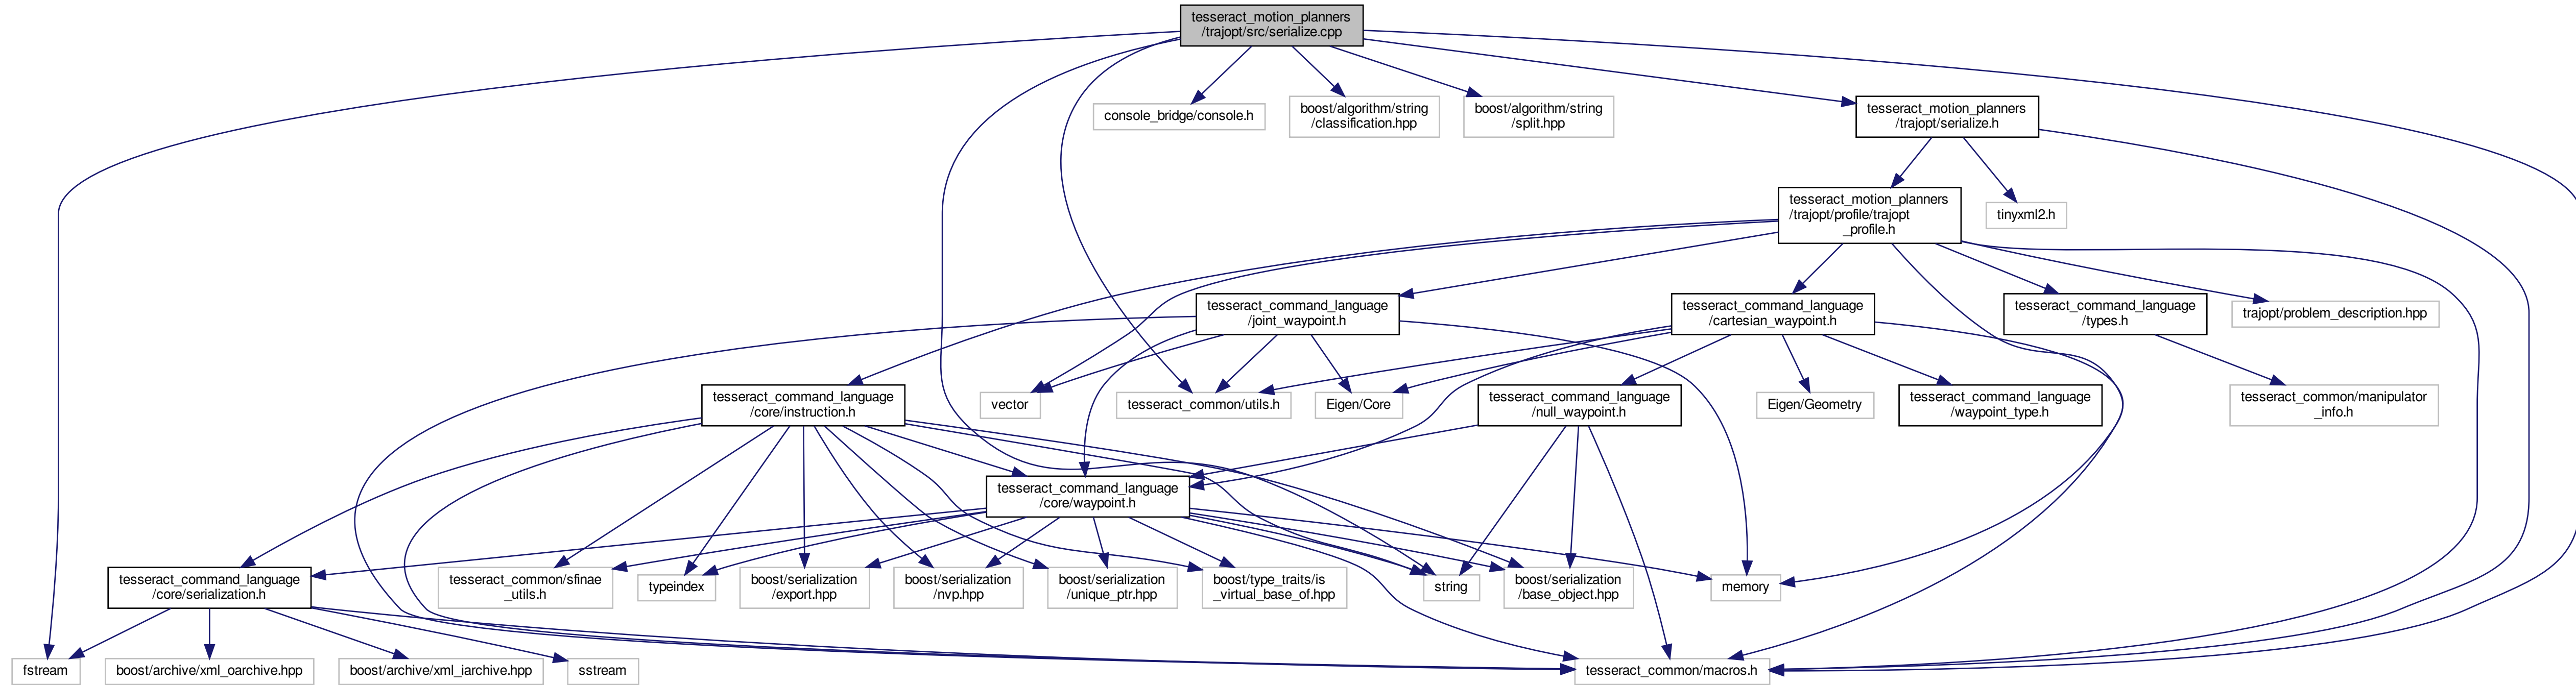 tesseract_motion_planners
/trajopt/src/serialize.cpp
console_bridge/console.h
boost/algorithm/string
/classification.hpp
boost/algorithm/string
/split.hpp
tesseract_motion_planners
/trajopt/serialize.h
tesseract_motion_planners
/trajopt/profile/trajopt
_profile.h
tinyxml2.h
tesseract_command_language
/joint_waypoint.h
tesseract_command_language
/cartesian_waypoint.h
tesseract_command_language
/types.h
trajopt/problem_description.hpp
tesseract_command_language
/core/instruction.h
vector
tesseract_common/utils.h
Eigen/Core
tesseract_command_language
/null_waypoint.h
Eigen/Geometry
tesseract_command_language
/waypoint_type.h
tesseract_common/manipulator
_info.h
tesseract_command_language
/core/waypoint.h
tesseract_command_language
/core/serialization.h
tesseract_common/sfinae
_utils.h
typeindex
boost/serialization
/export.hpp
boost/serialization
/nvp.hpp
boost/serialization
/unique_ptr.hpp
boost/type_traits/is
_virtual_base_of.hpp
string
boost/serialization
/base_object.hpp
memory
fstream
boost/archive/xml_oarchive.hpp
boost/archive/xml_iarchive.hpp
sstream
tesseract_common/macros.h